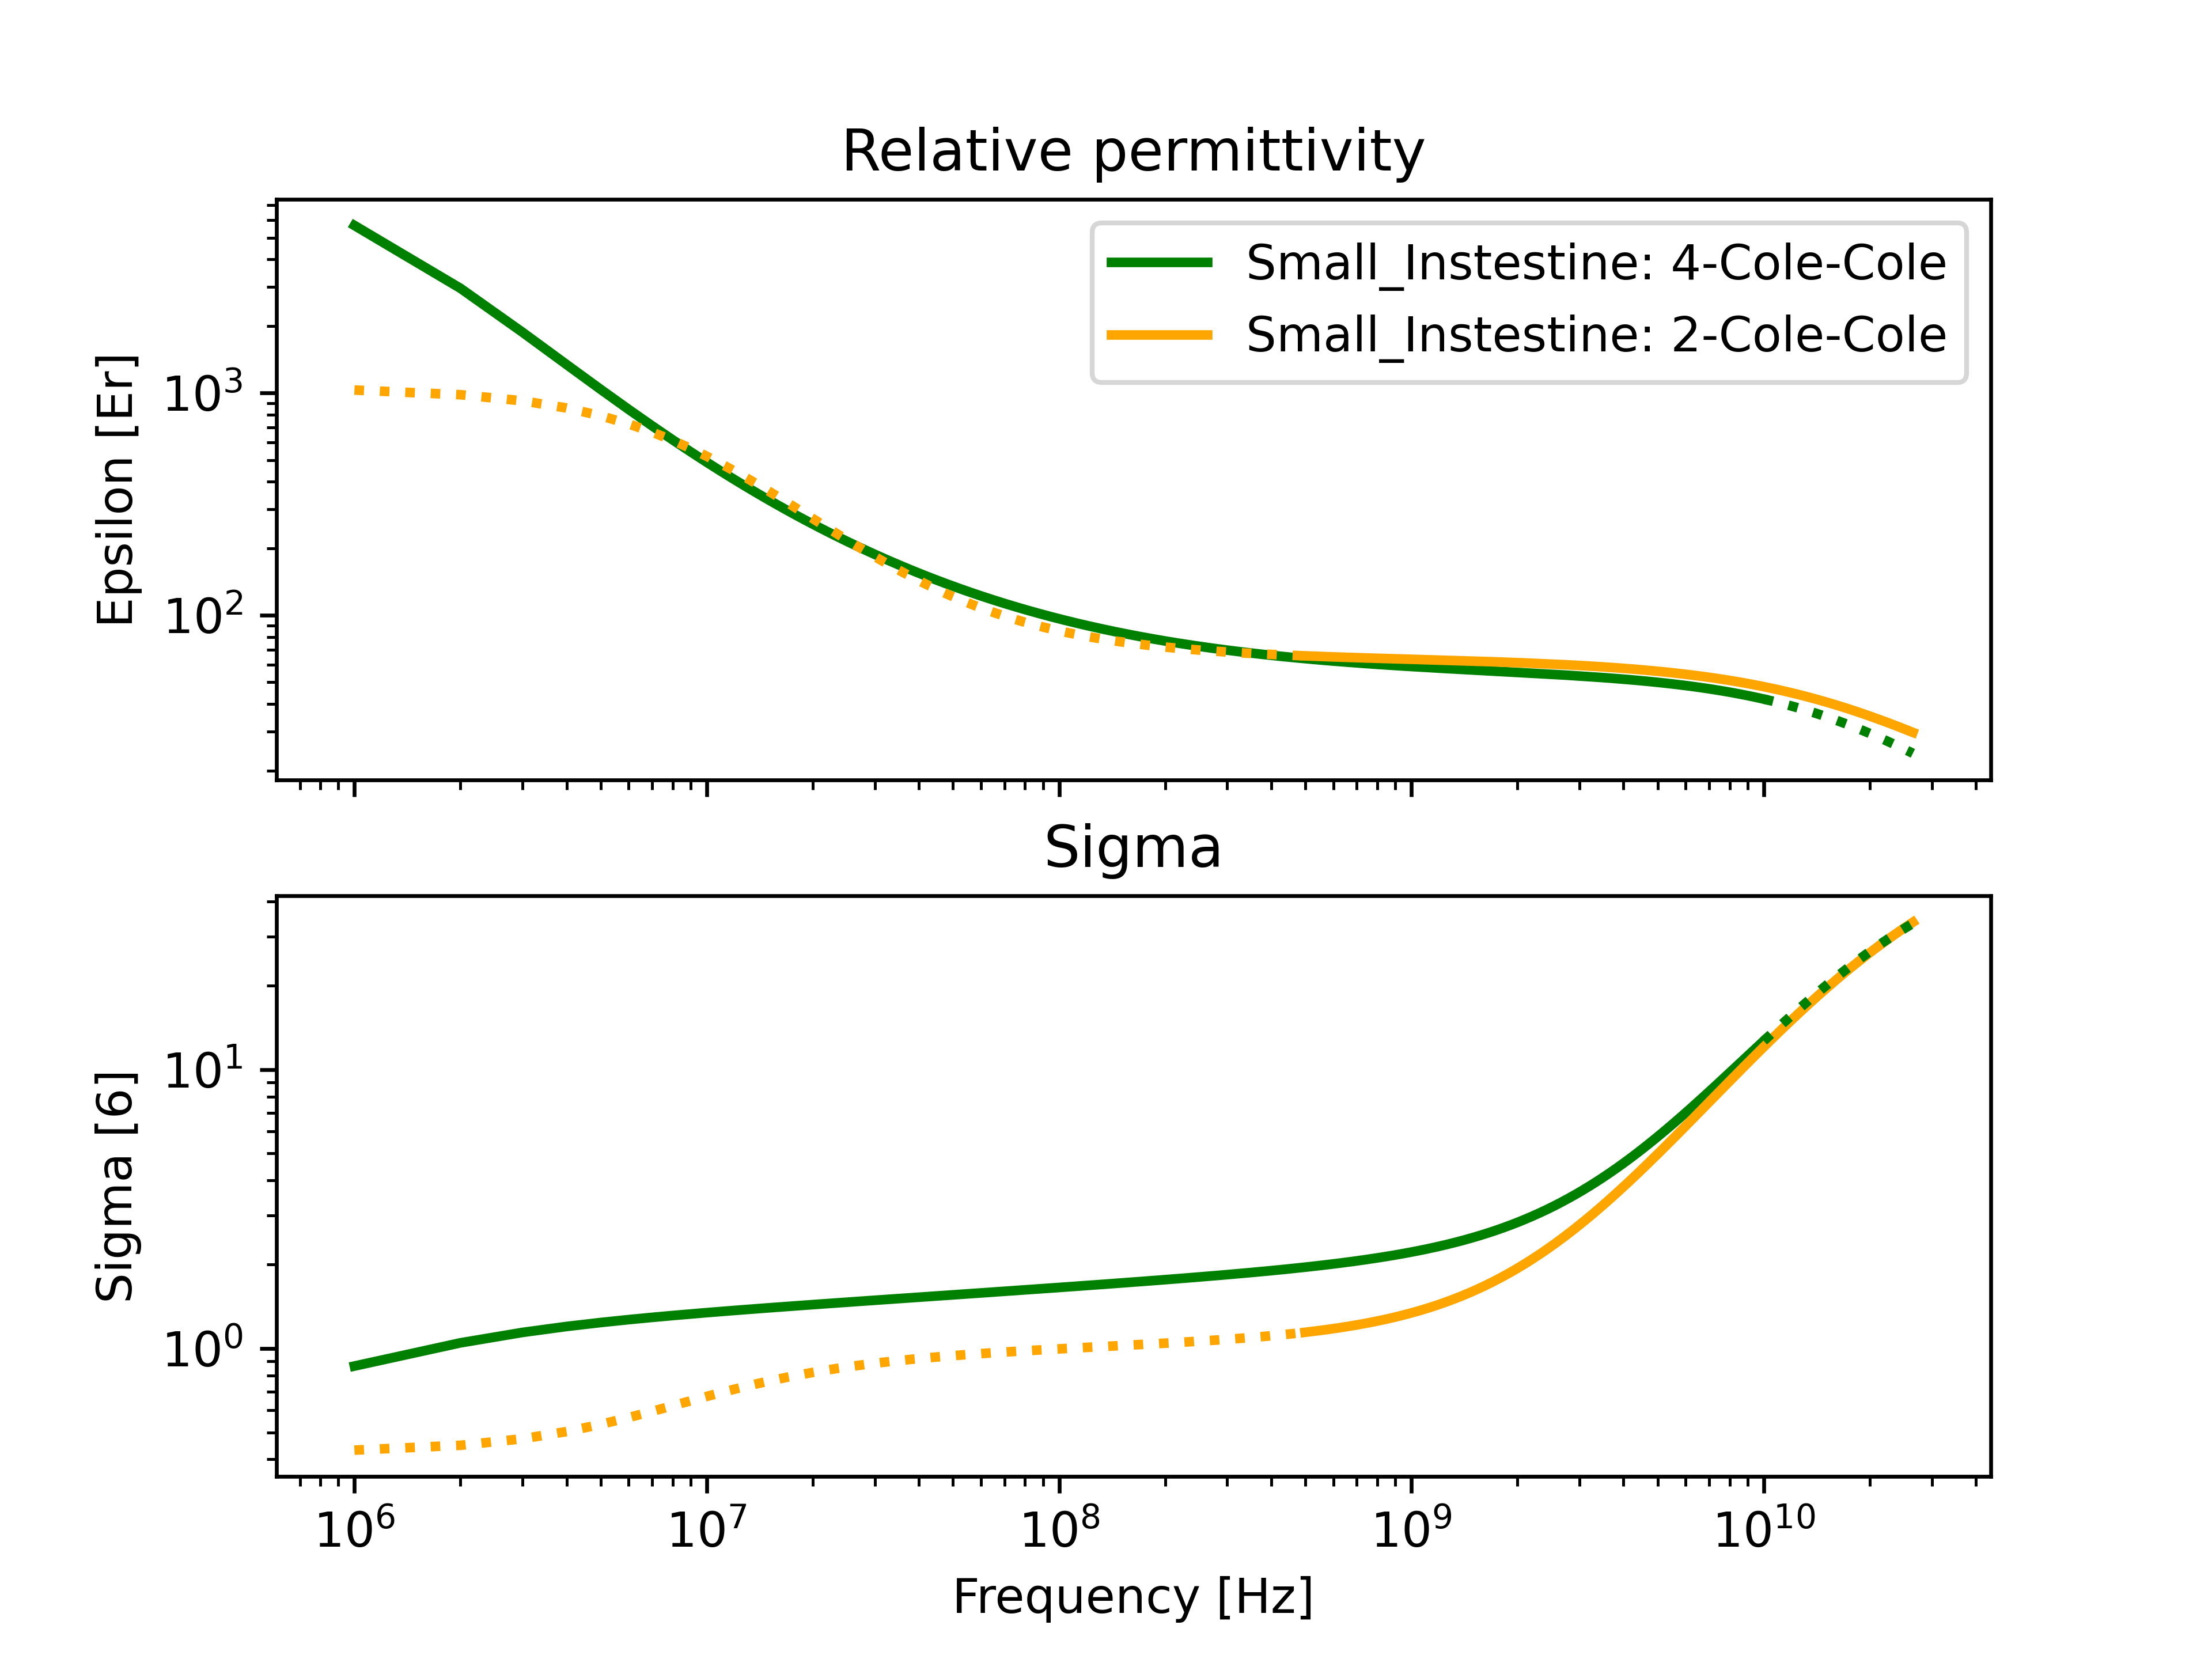 Relative permittivity
Small_Instestine: 4-Cole-Cole
Small_Instestine: 2-Cole-Cole
Epsilon [Er]
10³
10²
Sigma
Sigma [6]
10¹
10⁰
10⁶ 10⁷ 10⁸ 10⁹ 10¹⁰
Frequency [Hz]